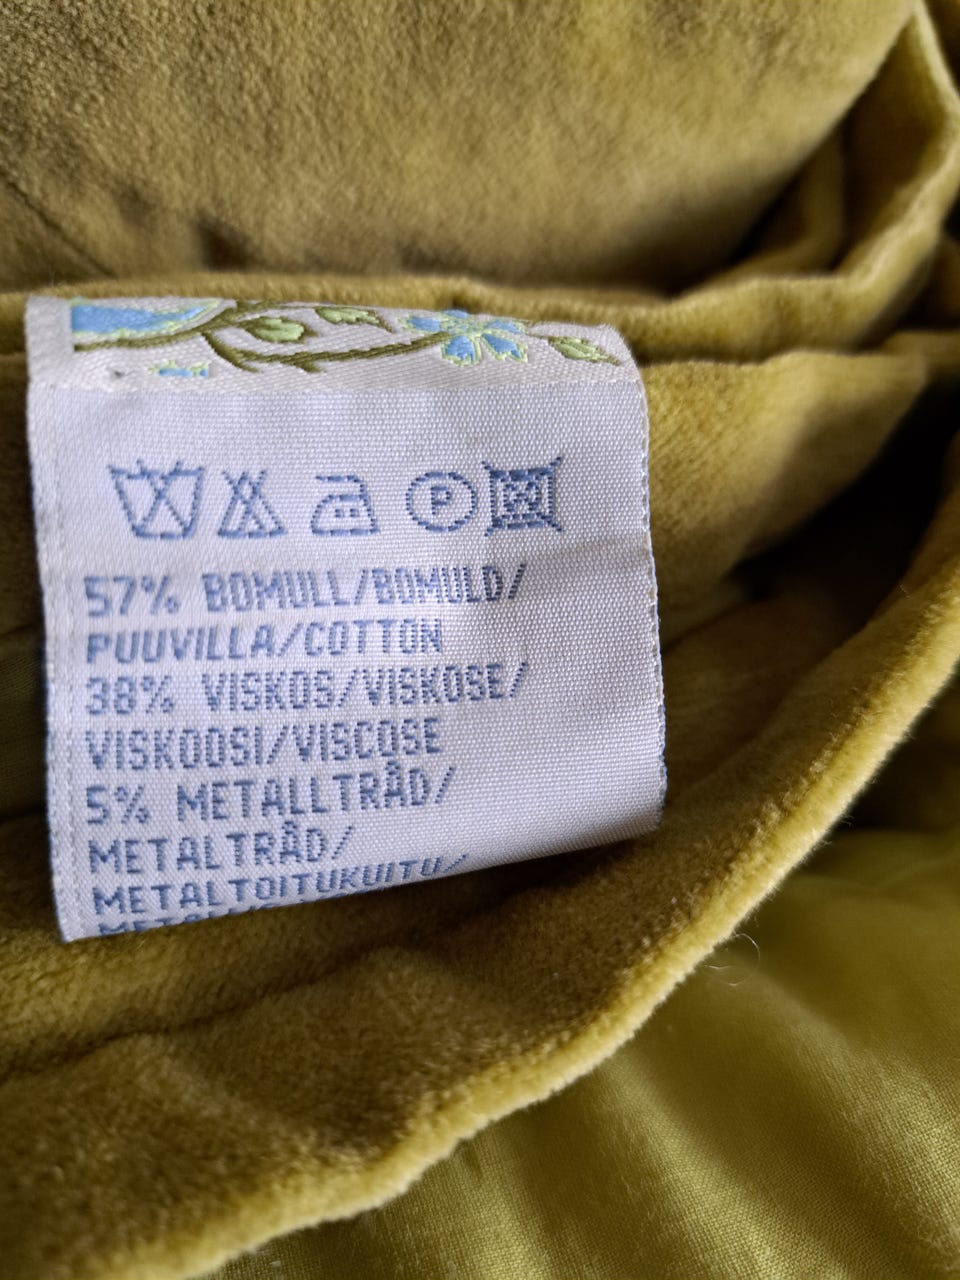 P
57% BOMULL/BOMULD/
PUUVILLA/COTTON
38% VISKOS/VISKOSE/
VISKOOSI/VISCOSE
5% METALLTRÅD/
METALTRÅD/
METALTOITUKUITU/